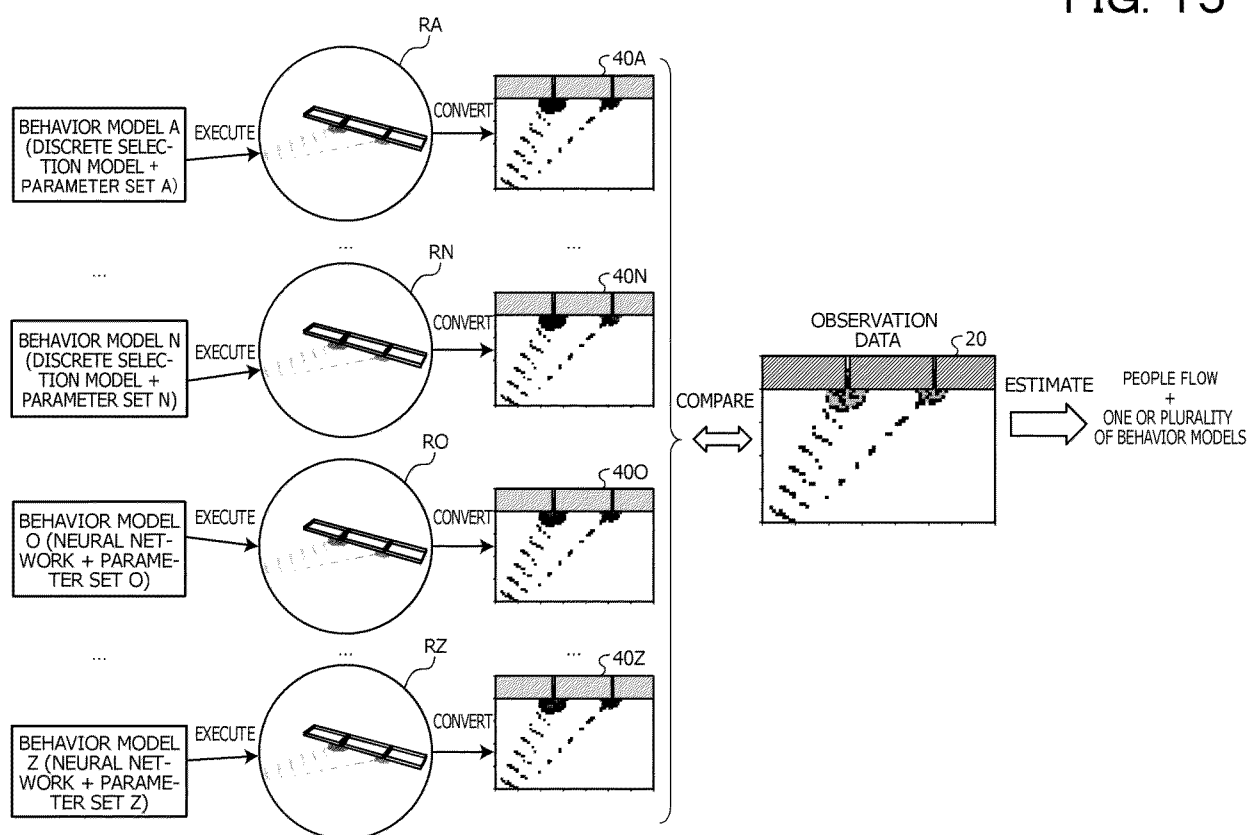 FIG.
RA
40A
BEHAVIOR MODEL A
(DISCRETE SELEC-
TION MODEL +
PARAMETER SET A)
EXECUTE
CONVERT
...
...
...
RN
40N
BEHAVIOR MODEL N
(DISCRETE SELEC-
TION MODEL +
PARAMETER SET N)
EXECUTE
CONVERT
RO
40O
BEHAVIOR MODEL
O (NEURAL NET-
WORK + PARAME-
TER SET O)
EXECUTE
CONVERT
...
...
...
RZ
40Z
BEHAVIOR MODEL
Z (NEURAL NET-
WORK + PARAME-
TER SET Z)
EXECUTE
CONVERT
COMPARE
OBSERVATION
DATA
20
ESTIMATE
PEOPLE FLOW
+
ONE OR PLURALITY
OF BEHAVIOR MODELS